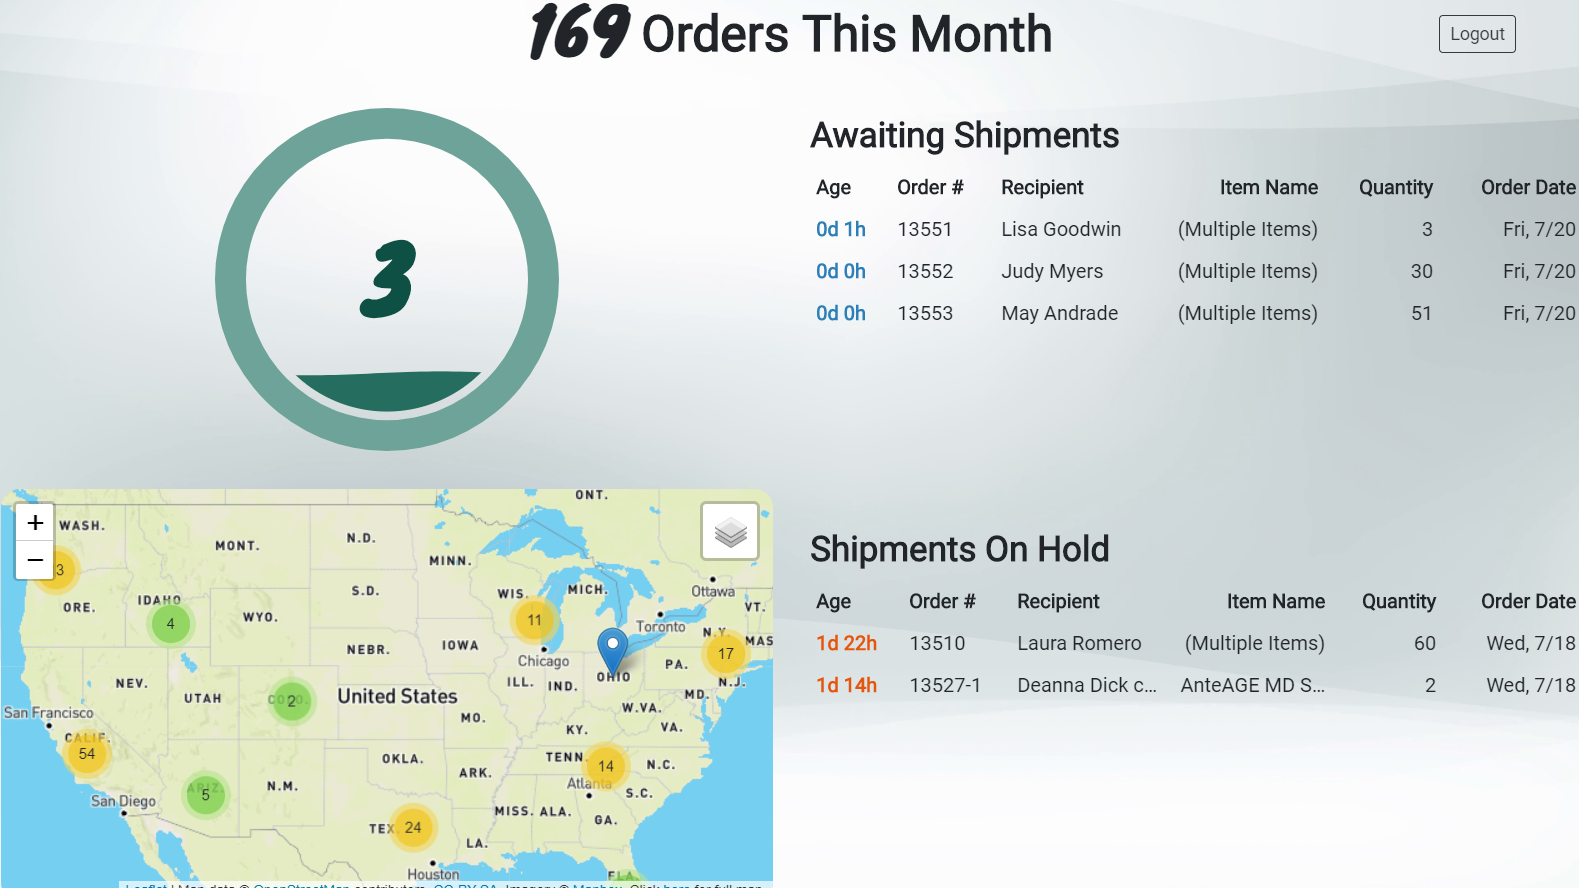 169 Orders This Month
Logout
3
Awaiting Shipments
Age Order # Recipient Item Name Quantity Order Date
0d 1h 13551 Lisa Goodwin (Multiple Items) 3 Fri, 7/20
0d 0h 13552 Judy Myers (Multiple Items) 30 Fri, 7/20
0d 0h 13553 May Andrade (Multiple Items) 51 Fri, 7/20
Shipments On Hold
Age Order # Recipient Item Name Quantity Order Date
1d 22h 13510 Laura Romero (Multiple Items) 60 Wed, 7/18
1d 14h 13527-1 Deanna Dick c... AnteAGE MD S... 2 Wed, 7/18
ONT.
+
WASH.
N.D.
MONT.
MINN.
−
3
S.D.
WIS.
MICH.
Ottawa
ORE.
IDAHO
VT.
WYO.
4
11
Toronto
N.Y.
MAS
IOWA
NEBR.
17
Chicago
PA.
OHIO
NEV.
ILL.
IND.
N.J.
UTAH
COLO.
2
United States
MD.
San Francisco
W.VA.
MO.
VA.
CALIF.
KY.
54
OKLA.
TENN.
14
N.C.
ARK.
Atlanta
N.M.
ARIZ.
5
S.C.
San Diego
MISS.
ALA.
GA.
TEX.
24
LA.
Houston
FLA.
Leaflet | Map data © OpenStreetMap contributors, CC-BY-SA, Imagery © Mapbox. Click here for full map.